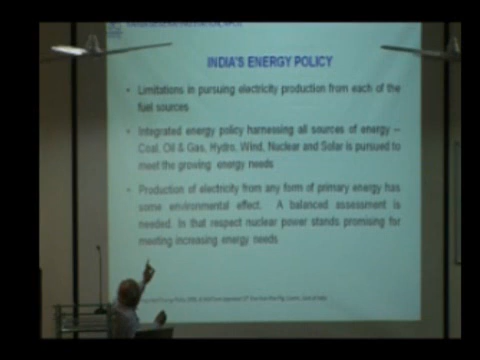 INDIA'S ENERGY POLICY
• Limitations in pursuing electricity production from each of the
fuel sources
• Integrated energy policy harnessing all sources of energy –
Coal, Oil & Gas, Hydro, Wind, Nuclear and Solar is pursued to
meet the growing energy needs
• Production of electricity from any form of primary energy has
some environmental effect. A balanced assessment is
needed. In that respect nuclear power stands promising for
meeting increasing energy needs